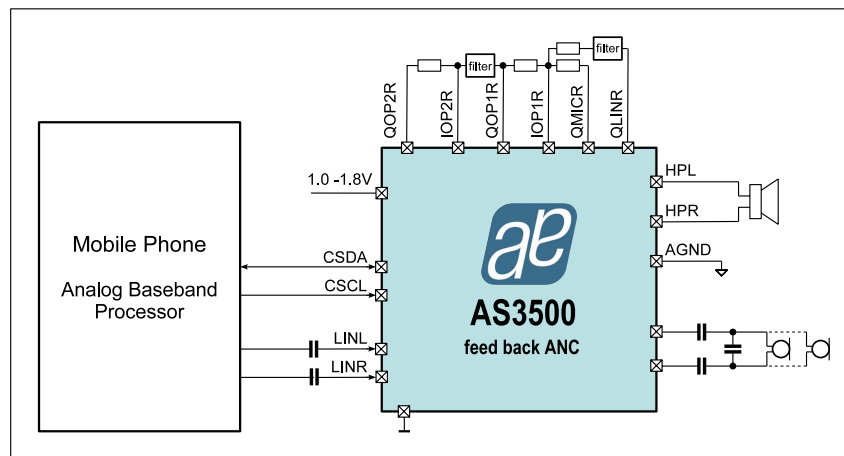 filter
filter
QOP2R
IOP2R
QOP1R
IOP1R
QMICR
QLINR
1.0 -1.8V
HPL
HPR
AGND
Mobile Phone
Analog Baseband
Processor
CSDA
CSCL
LINL
LINR
ae
AS3500
feed back ANC